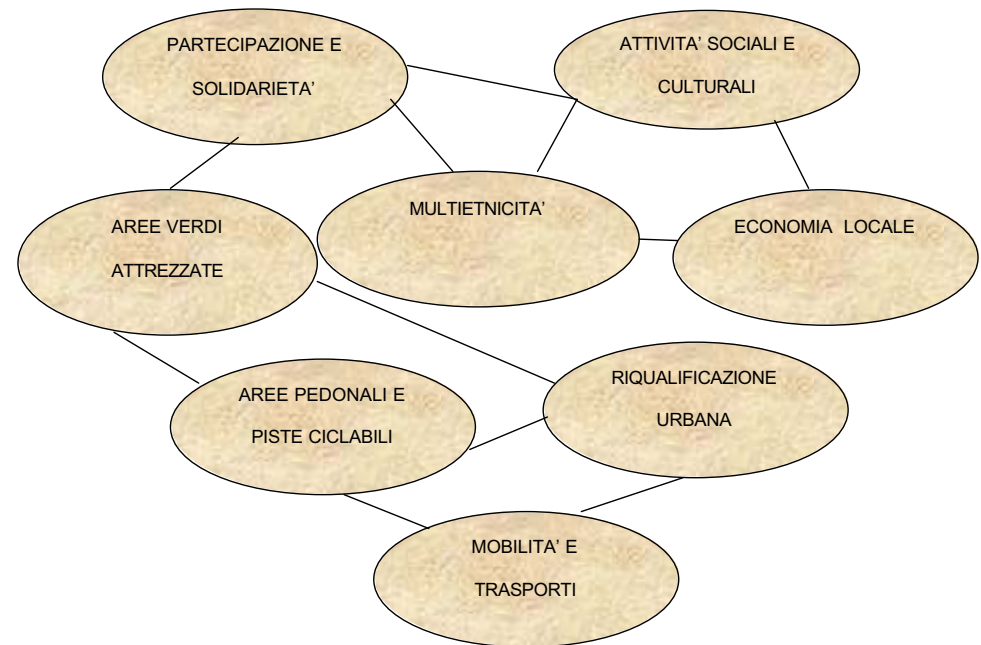 PARTECIPAZIONE E
SOLIDARIETA’
ATTIVITA’ SOCIALI E
CULTURALI
AREE VERDI
ATTREZZATE
MULTIETNICITA’
ECONOMIA LOCALE
AREE PEDONALI E
PISTE CICLABILI
RIQUALIFICAZIONE
URBANA
MOBILITA’ E
TRASPORTI